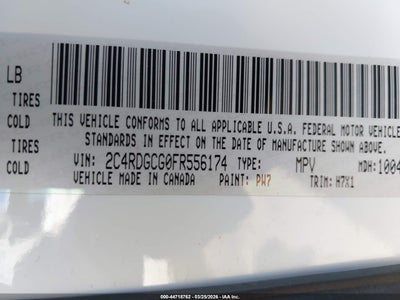 LB
TIRES
COLD
TIRES
COLD
THIS VEHICLE CONFORMS TO ALL APPLICABLE U.S.A. FEDERAL MOTOR VEHICLE
STANDARDS IN EFFECT ON THE DATE OF MANUFACTURE SHOWN ABOVE.
VIN: 2C4RDGCG0FR556174 TYPE: MPV MDH: 1004
VEHICLE MADE IN CANADA PAINT: PW7 TRIM: H7X1
000-44718762 - 03/25/2026 - IAA Inc.